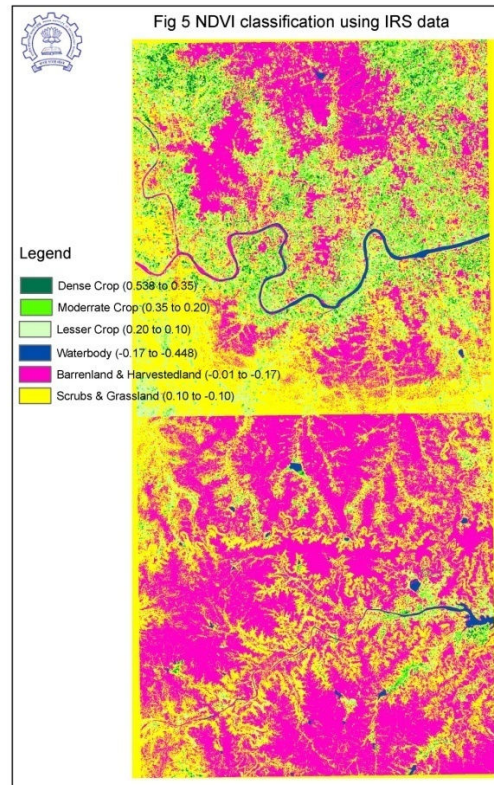 Fig 5 NDVI classification using IRS data
Legend
Dense Crop (0.538 to 0.35)
Moderrate Crop (0.35 to 0.20)
Lesser Crop (0.20 to 0.10)
Waterbody (-0.17 to -0.448)
Barrenland & Harvestedland (-0.01 to -0.17)
Scrubs & Grassland (0.10 to -0.10)